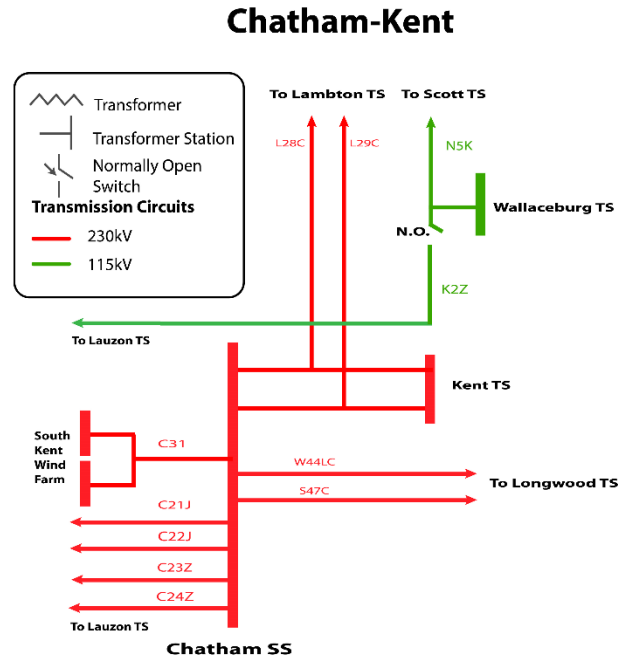 Chatham-Kent
Transformer
Transformer Station
Normally Open
Switch
Transmission Circuits
230kV
115kV
To Lambton TS
To Scott TS
L28C
L29C
N5K
Wallaceburg TS
N.O.
K2Z
To Lauzon TS
Kent TS
South
Kent
Wind
Farm
C31
W44LC
To Longwood TS
S47C
C21J
C22J
C23Z
C24Z
To Lauzon TS
Chatham SS